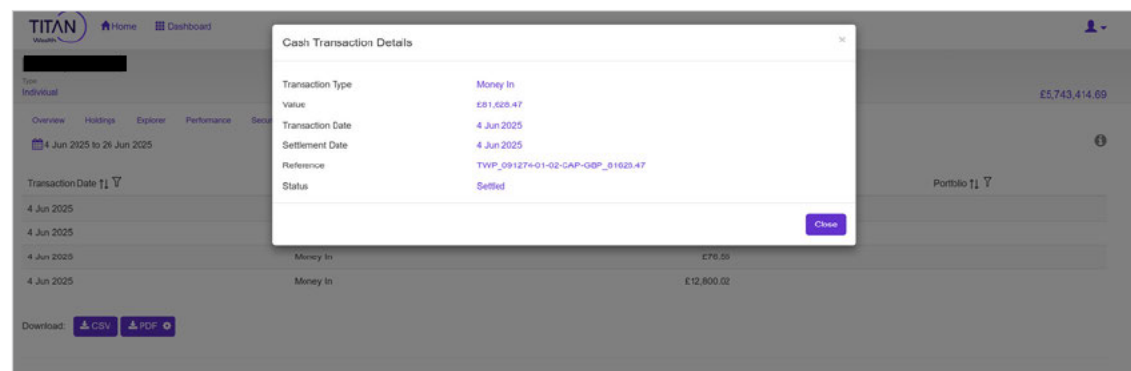 TITAN
Wealth
Home Dashboard
Cash Transaction Details ×
Type
Individual
£5,743,414.69
Overview Holdings Explorer Performance Secur
4 Jun 2025 to 26 Jun 2025
Transaction Type Money In
Value £81,628.47
Transaction Date 4 Jun 2025
Settlement Date 4 Jun 2025
Reference TWP_091274-01-02-CAP-GBP_81628.47
Status Settled
Close
Transaction Date Portfolio
4 Jun 2025
4 Jun 2025
4 Jun 2025 Money In £76.59
4 Jun 2025 Money In £12,800.02
Download: CSV PDF